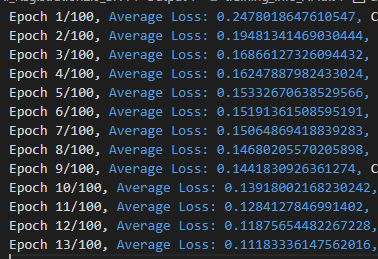 Epoch 1/100, Average Loss: 0.2478018647610547, C
Epoch 2/100, Average Loss: 0.19481341469030444,
Epoch 3/100, Average Loss: 0.16866127326094432,
Epoch 4/100, Average Loss: 0.16247887982433024,
Epoch 5/100, Average Loss: 0.15332670638529566,
Epoch 6/100, Average Loss: 0.15191361508595191,
Epoch 7/100, Average Loss: 0.15064869418839283,
Epoch 8/100, Average Loss: 0.14680205570205898,
Epoch 9/100, Average Loss: 0.1441830926361274, C
Epoch 10/100, Average Loss: 0.13918002168230242,
Epoch 11/100, Average Loss: 0.1284127846991402,
Epoch 12/100, Average Loss: 0.11875654482267228,
Epoch 13/100, Average Loss: 0.11183336147562016,